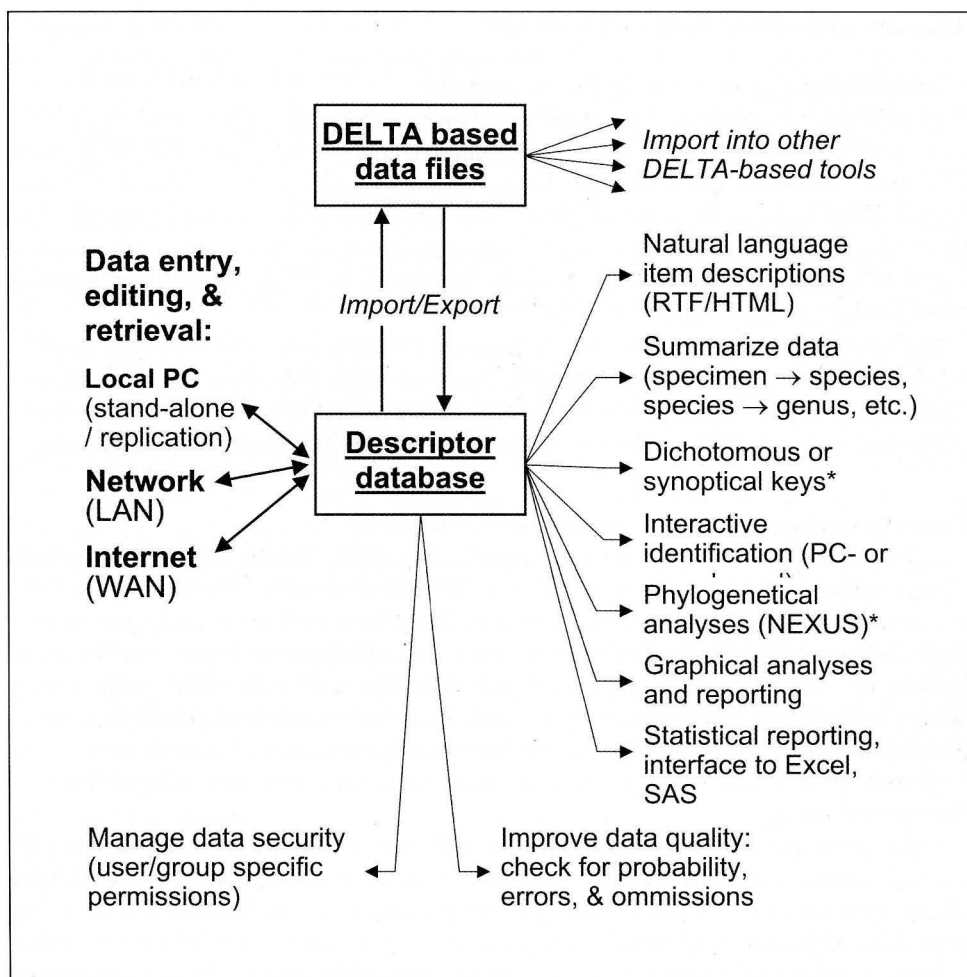 DELTA based
data files
Import into other
DELTA-based tools
Data entry,
editing, &
retrieval:
Import/Export
Local PC
(stand-alone
/ replication)
Network
(LAN)
Internet
(WAN)
Descriptor
database
Natural language
item descriptions
(RTF/HTML)
Summarize data
(specimen → species,
species → genus, etc.)
Dichotomous or
synoptical keys*
Interactive
identification (PC- or
Phylogenetical
analyses (NEXUS)*
Graphical analyses
and reporting
Statistical reporting,
interface to Excel,
SAS
Manage data security
(user/group specific
permissions)
Improve data quality:
check for probability,
errors, & ommissions